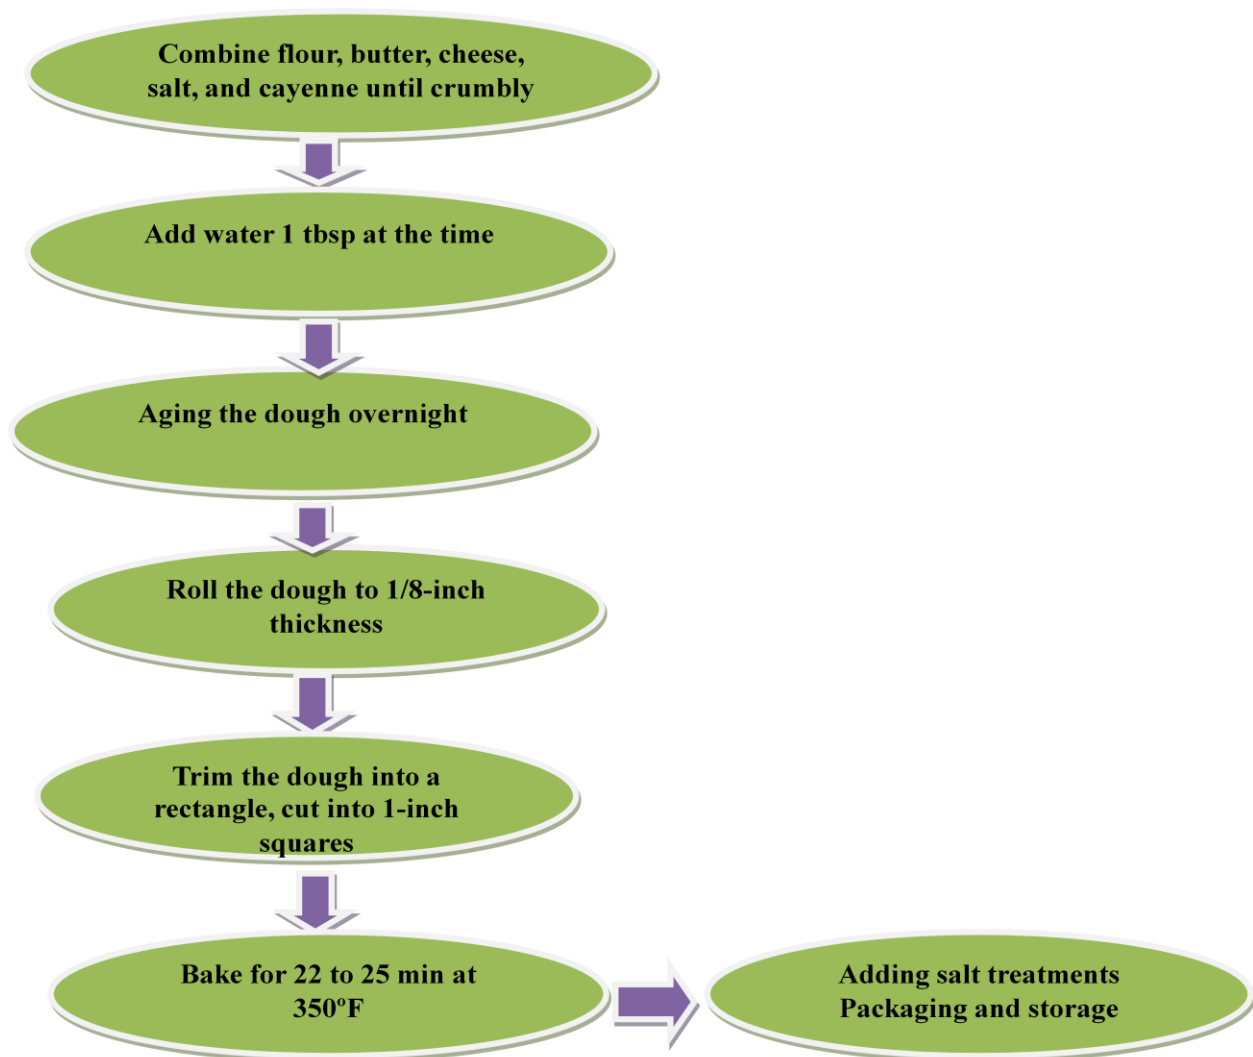 Combine flour, butter, cheese,
salt, and cayenne until crumbly
Add water 1 tbsp at the time
Aging the dough overnight
Roll the dough to 1/8-inch
thickness
Trim the dough into a
rectangle, cut into 1-inch
squares
Bake for 22 to 25 min at
350ºF
Adding salt treatments
Packaging and storage